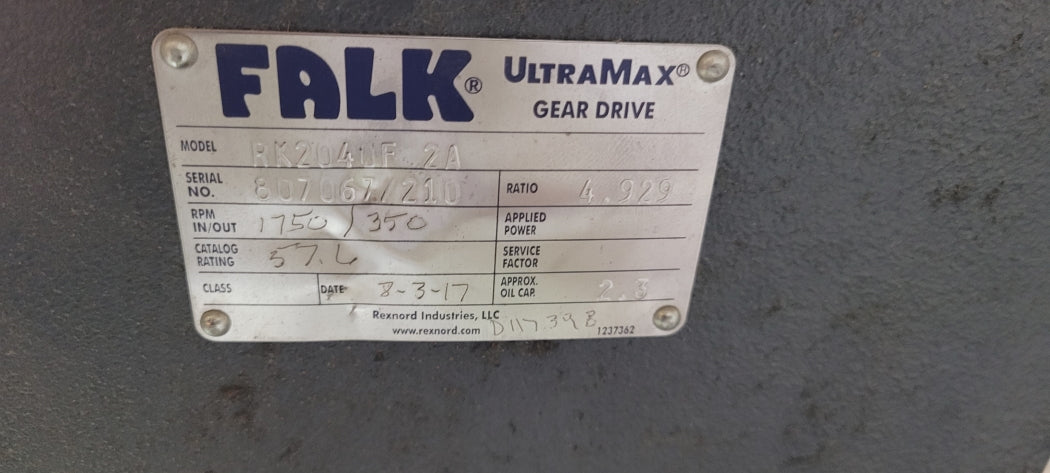 FALK® ULTRAMAX®
GEAR DRIVE
MODEL RK2040F 2A
SERIAL NO. 807067/210 RATIO 4.929
RPM IN/OUT 1750/350 APPLIED POWER
CATALOG RATING 57.6 SERVICE FACTOR
CLASS DATE 8-3-17 APPROX. OIL CAP. 2.3
Rexnord Industries, LLC
www.rexnord.com 1237362